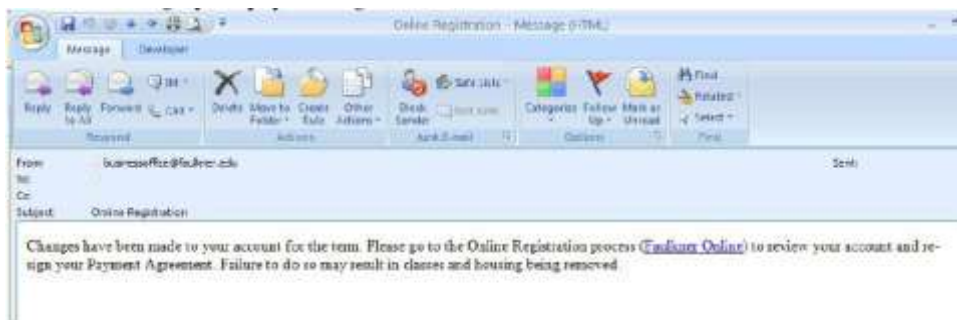 Online Registration - Message (HTML)
Message Developer
Reply Reply to All Forward Call
Delete Move to Folder Create Rule Other Actions
Block Sender Safe Lists Not Junk
Categories Follow Up Mark as Unread
Find Related Select
Respond Actions Junk E-mail Options Find
From: businessoffice@faulkner.edu Sent:
To:
Cc:
Subject: Online Registration
Changes have been made to your account for the term. Please go to the Online Registration process (Faulkner Online) to review your account and re-
sign your Payment Agreement. Failure to do so may result in classes and housing being removed.